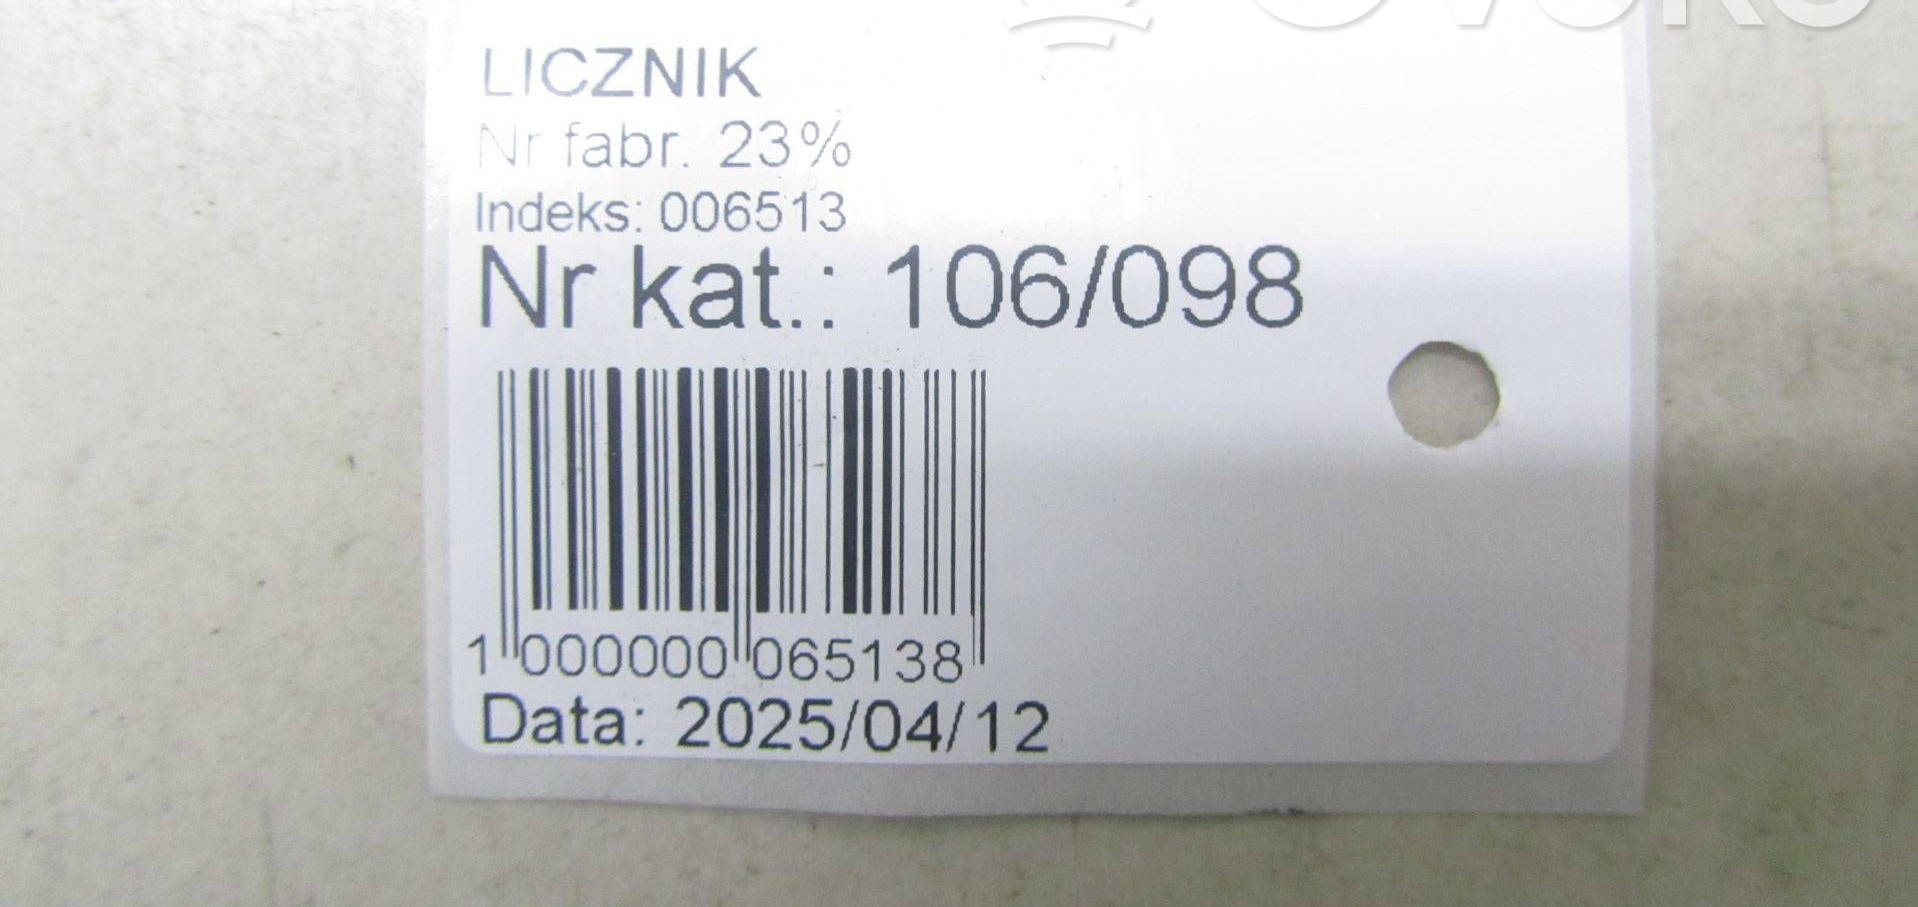 LICZNIK
Nr fabr. 23%
Indeks: 006513
Nr kat.: 106/098
1 000000 065138
Data: 2025/04/12